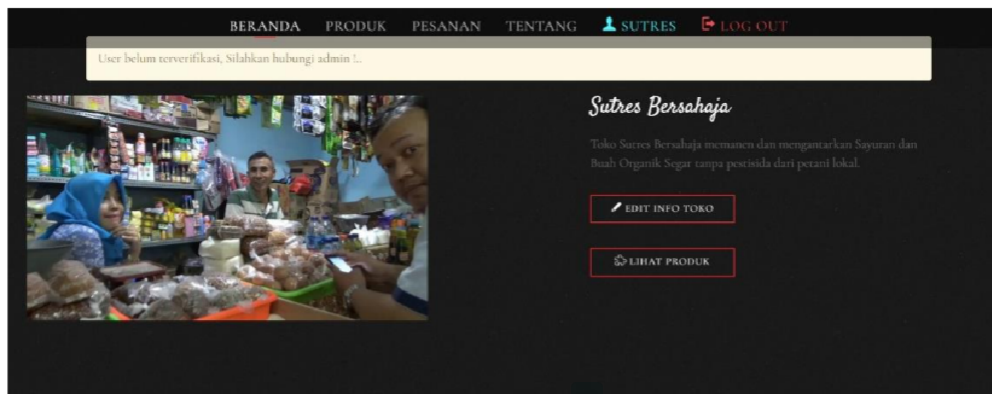 BERANDA PRODUK PESANAN TENTANG SUTRES LOG OUT
User belum terverifikasi, Silahkan hubungi admin !..
Sutres Bersahaja
Toko Sutres Bersahaja memanen dan mengantarkan Sayuran dan
Buah Organik Segar tanpa pestisida dari petani lokal.
EDIT INFO TOKO
LIHAT PRODUK